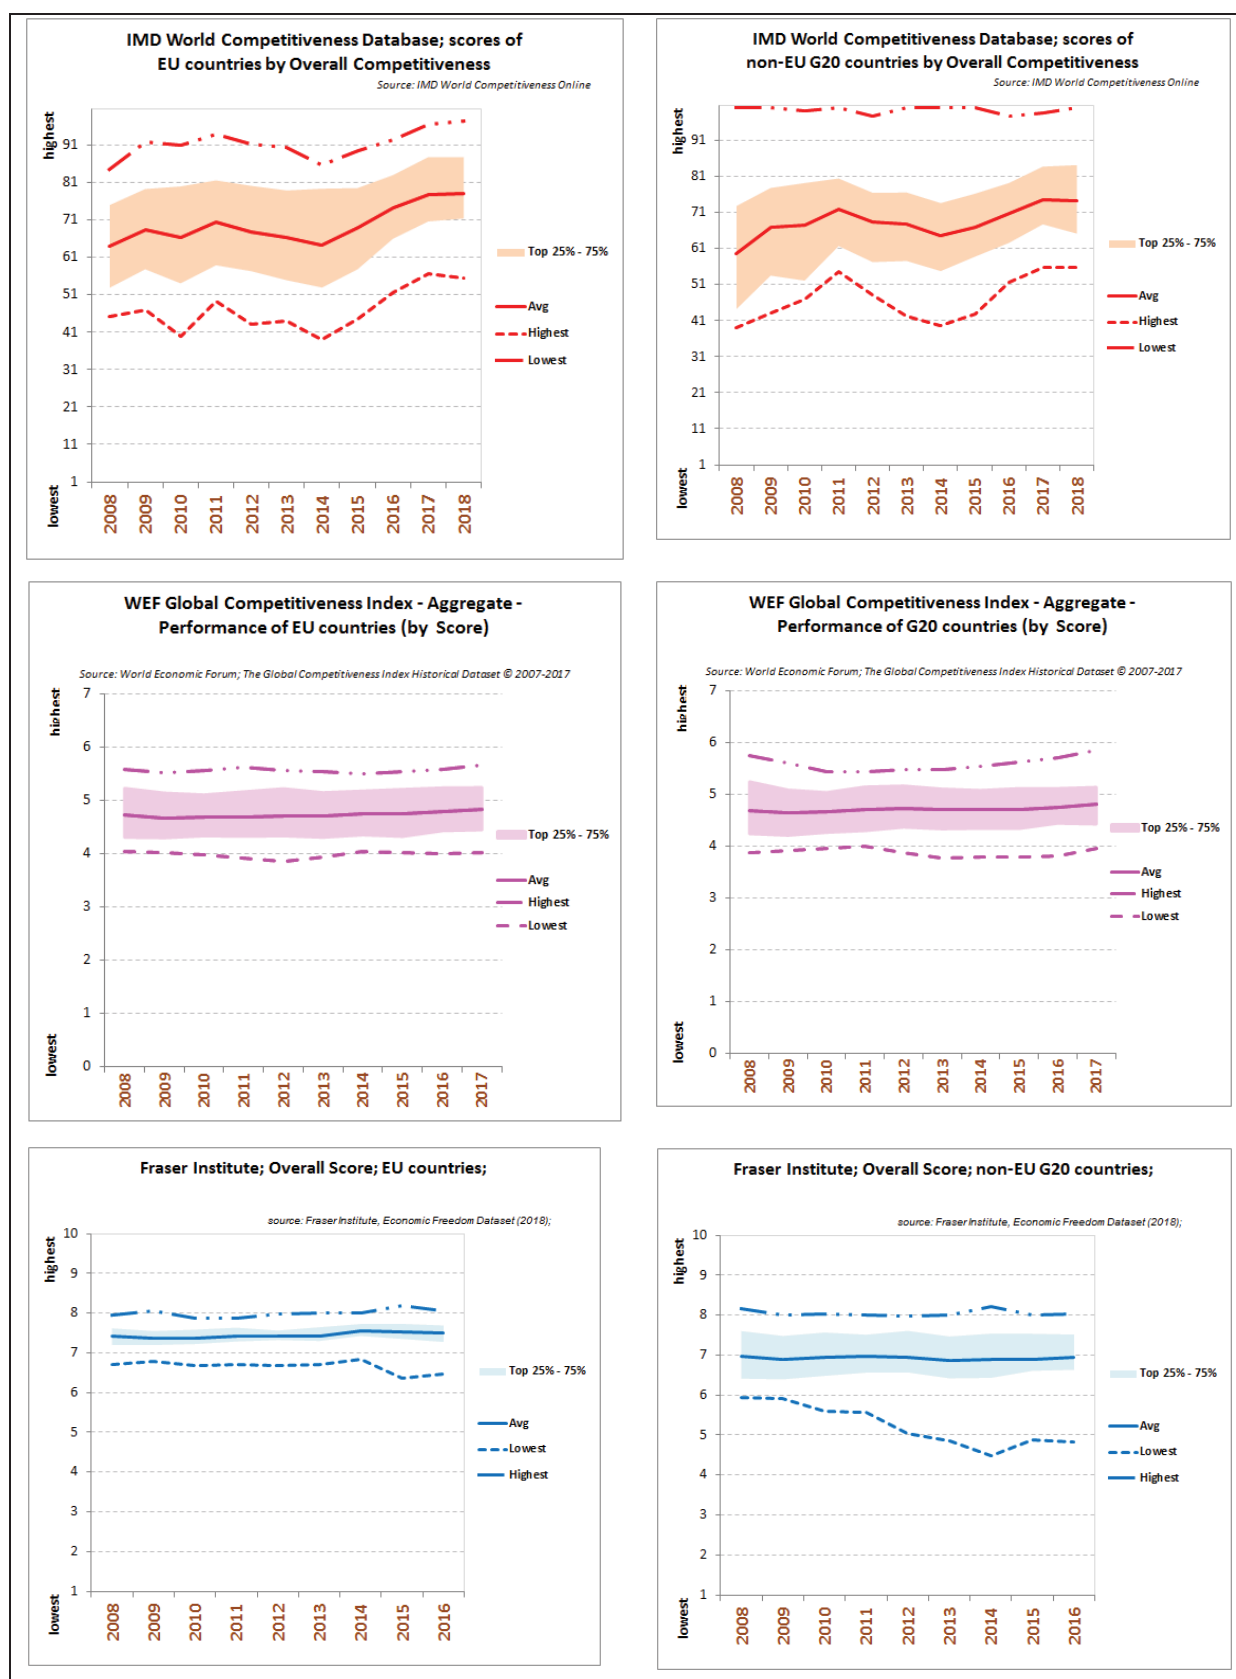 IMD World Competitiveness Database; scores of
EU countries by Overall Competitiveness
Source: IMD World Competitiveness Online
highest
91
81
71
61
51
41
31
21
11
1
lowest
2008
2009
2010
2011
2012
2013
2014
2015
2016
2017
2018
Top 25% - 75%
Avg
Highest
Lowest
IMD World Competitiveness Database; scores of
non-EU G20 countries by Overall Competitiveness
Source: IMD World Competitiveness Online
highest
91
81
71
61
51
41
31
21
11
1
lowest
2008
2009
2010
2011
2012
2013
2014
2015
2016
2017
2018
Top 25% - 75%
Avg
Highest
Lowest
WEF Global Competitiveness Index - Aggregate -
Performance of EU countries (by Score)
Source: World Economic Forum; The Global Competitiveness Index Historical Dataset © 2007-2017
highest
7
6
5
4
3
2
1
0
lowest
2008
2009
2010
2011
2012
2013
2014
2015
2016
2017
Top 25% - 75%
Avg
Highest
Lowest
WEF Global Competitiveness Index - Aggregate -
Performance of G20 countries (by Score)
Source: World Economic Forum; The Global Competitiveness Index Historical Dataset © 2007-2017
highest
7
6
5
4
3
2
1
0
lowest
2008
2009
2010
2011
2012
2013
2014
2015
2016
2017
Top 25% - 75%
Avg
Highest
Lowest
Fraser Institute; Overall Score; EU countries;
source: Fraser Institute, Economic Freedom Dataset (2018);
highest
10
9
8
7
6
5
4
3
2
1
lowest
2008
2009
2010
2011
2012
2013
2014
2015
2016
Top 25% - 75%
Avg
Lowest
Highest
Fraser Institute; Overall Score; non-EU G20 countries;
source: Fraser Institute, Economic Freedom Dataset (2018);
highest
10
9
8
7
6
5
4
3
2
1
lowest
2008
2009
2010
2011
2012
2013
2014
2015
2016
Top 25% - 75%
Avg
Lowest
Highest